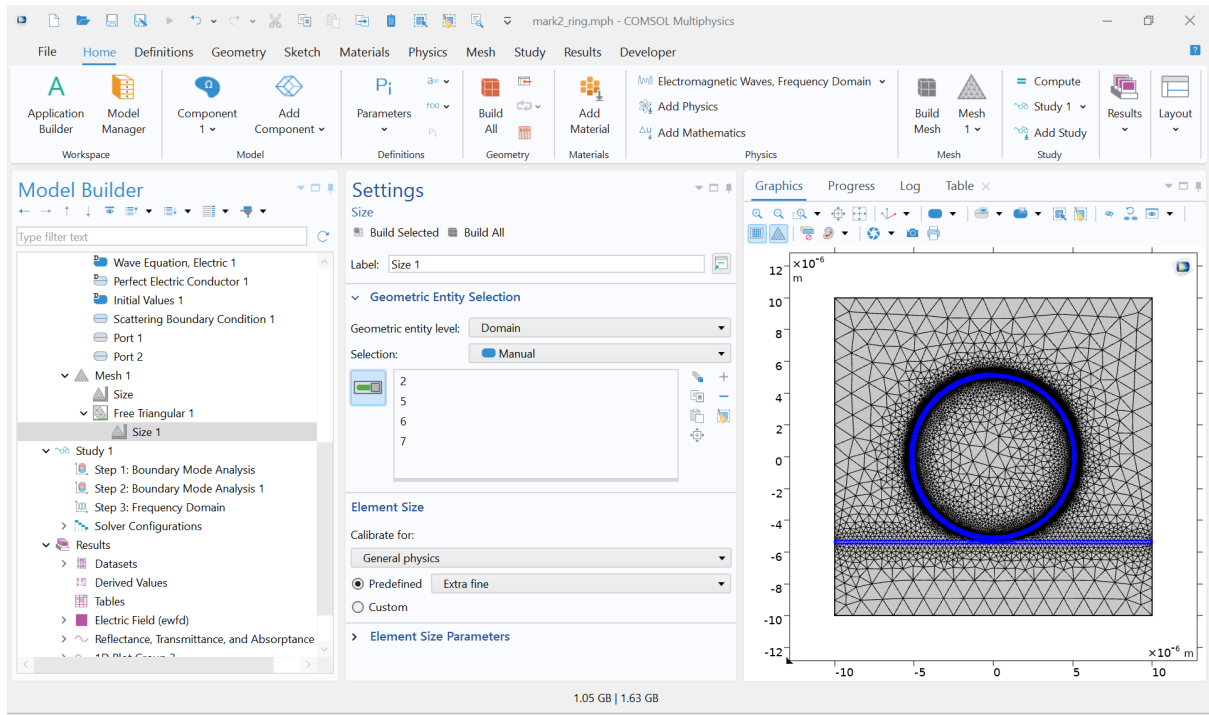 mark2_ring.mph - COMSOL Multiphysics
File Home Definitions Geometry Sketch Materials Physics Mesh Study Results Developer
Application Builder
Model Manager
Workspace
Component 1
Add Component
Model
Pi
Parameters
a=
f(x)
Pi
Definitions
Build All
Geometry
Add Material
Materials
Electromagnetic Waves, Frequency Domain
Add Physics
Add Mathematics
Physics
Build Mesh
Mesh 1
Mesh
Compute
Study 1
Add Study
Study
Results
Layout
Model Builder
Type filter text
Wave Equation, Electric 1
Perfect Electric Conductor 1
Initial Values 1
Scattering Boundary Condition 1
Port 1
Port 2
Mesh 1
Size
Free Triangular 1
Size 1
Study 1
Step 1: Boundary Mode Analysis
Step 2: Boundary Mode Analysis 1
Step 3: Frequency Domain
Solver Configurations
Results
Datasets
Derived Values
Tables
Electric Field (ewfd)
Reflectance, Transmittance, and Absorptance
Settings
Size
Build Selected Build All
Label: Size 1
Geometric Entity Selection
Geometric entity level: Domain
Selection: Manual
2
5
6
7
Element Size
Calibrate for:
General physics
Predefined Extra fine
Custom
Element Size Parameters
Graphics Progress Log Table
×10⁻⁶
m
12
10
8
6
4
2
0
-2
-4
-6
-8
-10
-12
×10⁻⁶ m
-10 -5 0 5 10
1.05 GB | 1.63 GB